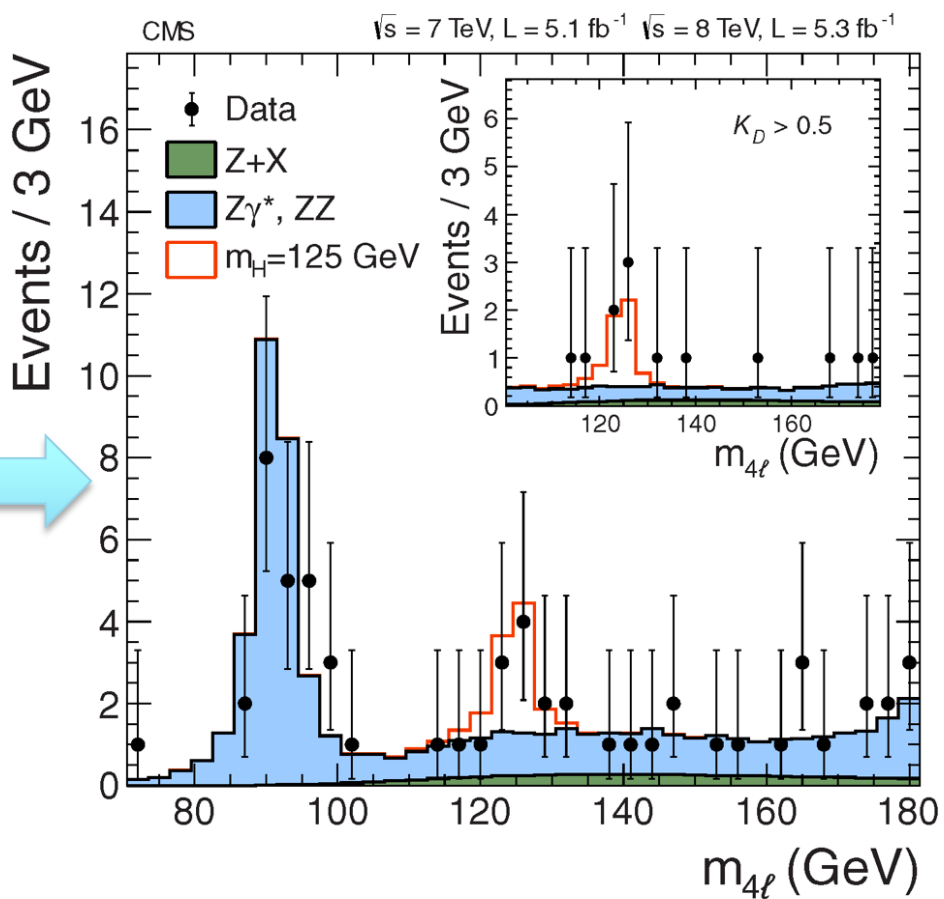 CMS
√s = 7 TeV, L = 5.1 fb⁻¹ √s = 8 TeV, L = 5.3 fb⁻¹
Events / 3 GeV
16
14
12
10
8
6
4
2
0
Data
Z+X
Zγ*, ZZ
m_H=125 GeV
Events / 3 GeV
6
5
4
3
2
1
0
K_D > 0.5
120 140 160
m_4ℓ (GeV)
80 100 120 140 160 180
m_4ℓ (GeV)